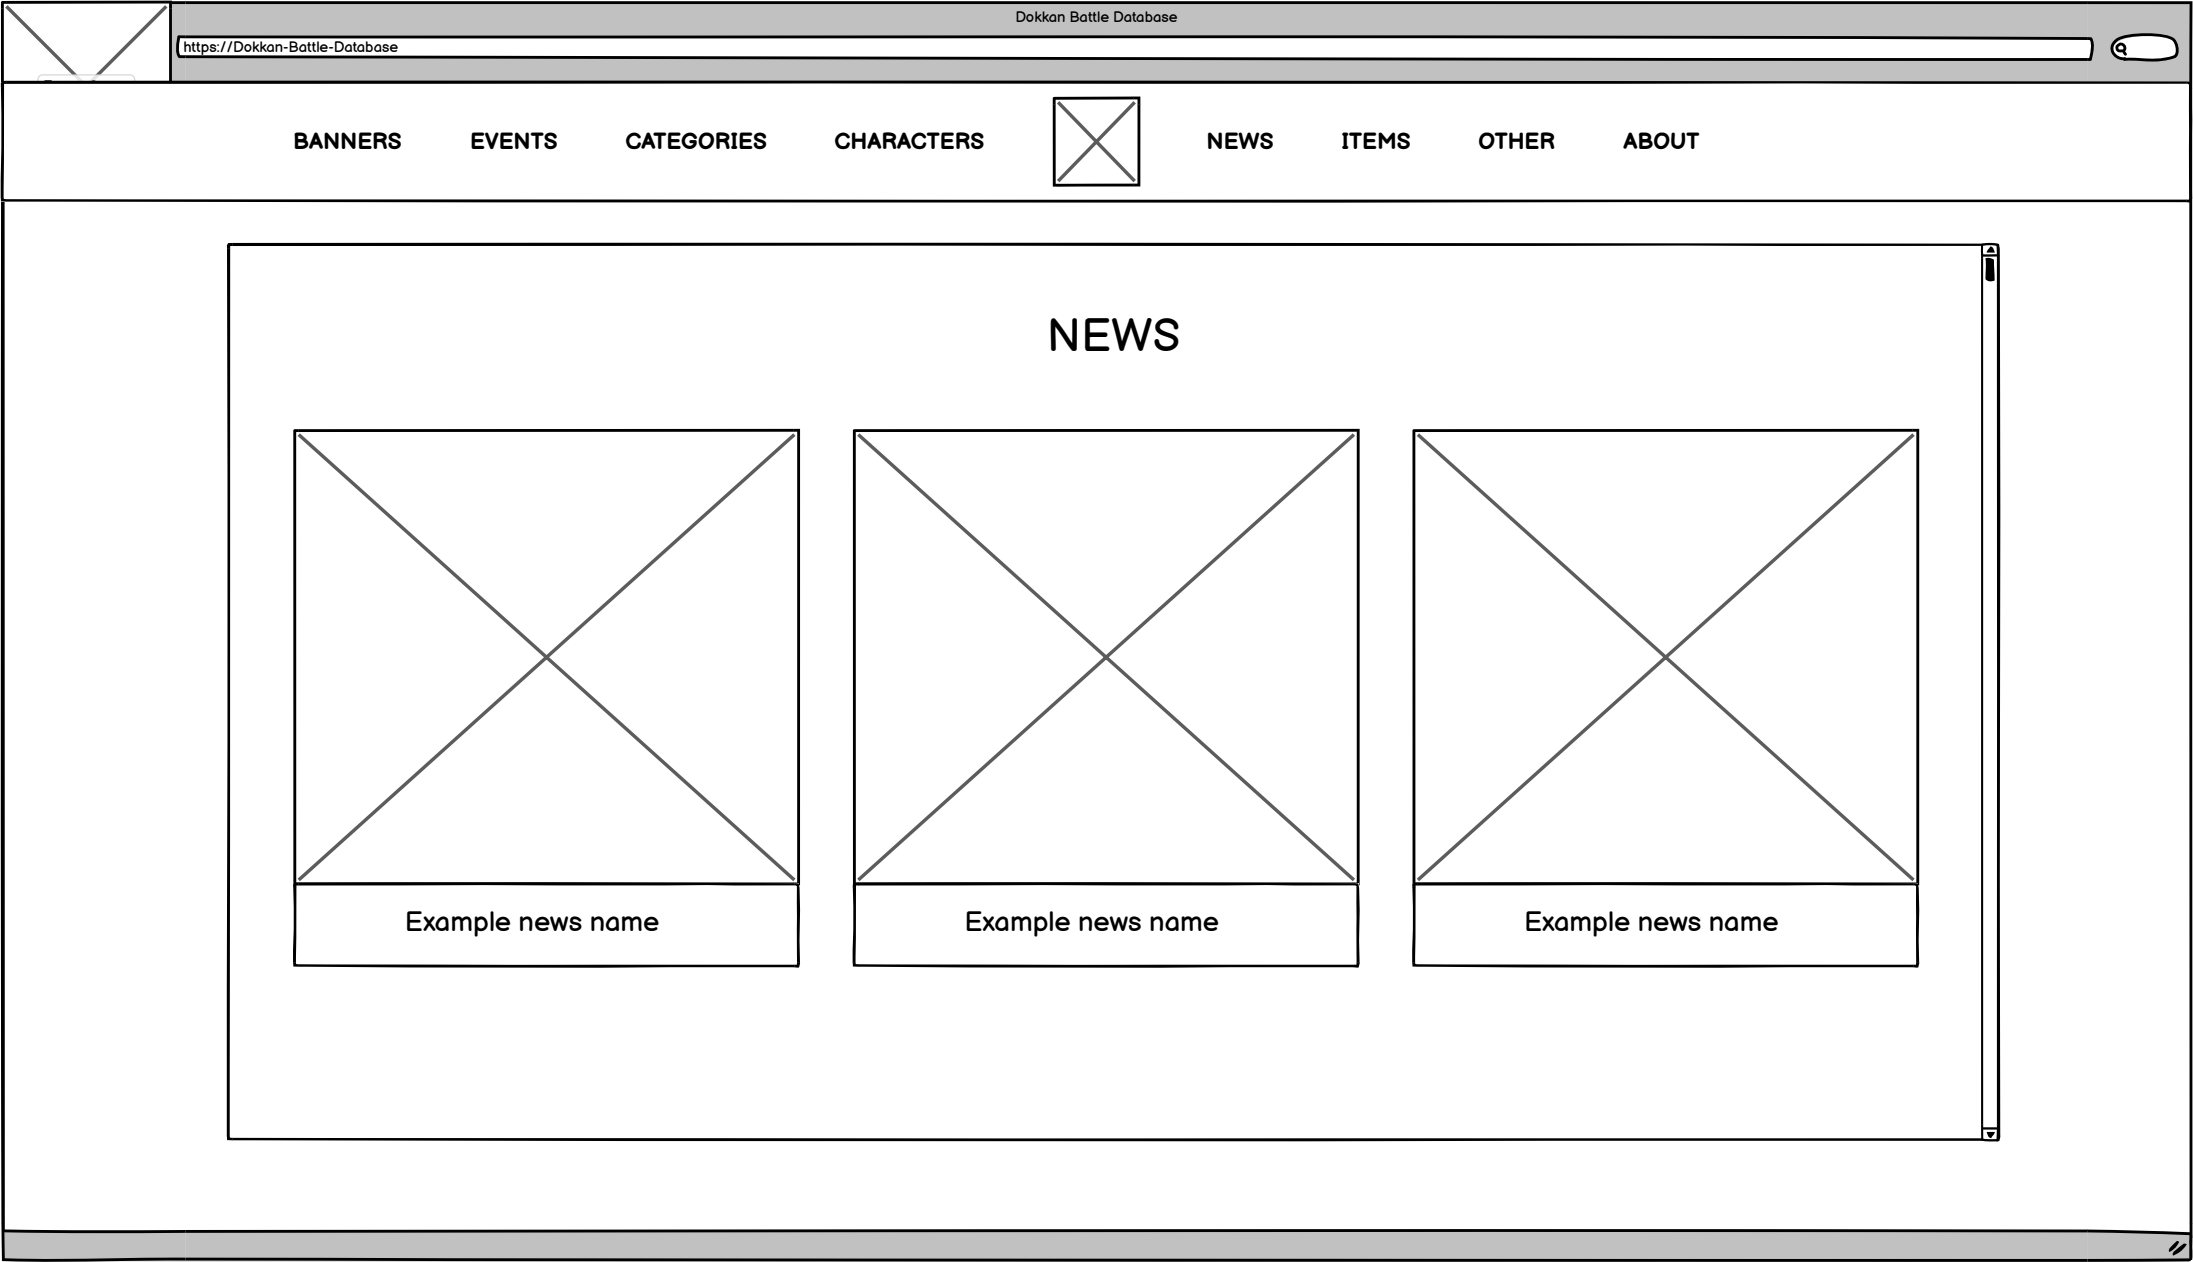 Dokkan Battle Database
https://Dokkan-Battle-Database
BANNERS EVENTS CATEGORIES CHARACTERS NEWS ITEMS OTHER ABOUT
NEWS
Example news name Example news name Example news name